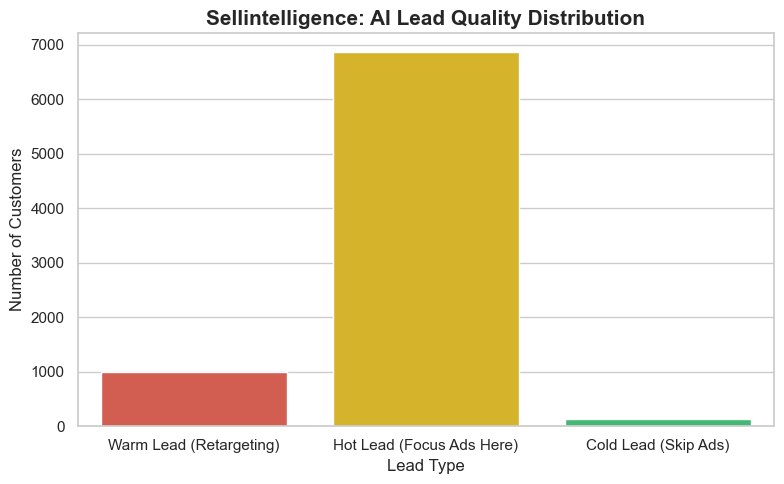 Sellintelligence: AI Lead Quality Distribution
Number of Customers
7000
6000
5000
4000
3000
2000
1000
0
Warm Lead (Retargeting)
Hot Lead (Focus Ads Here)
Cold Lead (Skip Ads)
Lead Type